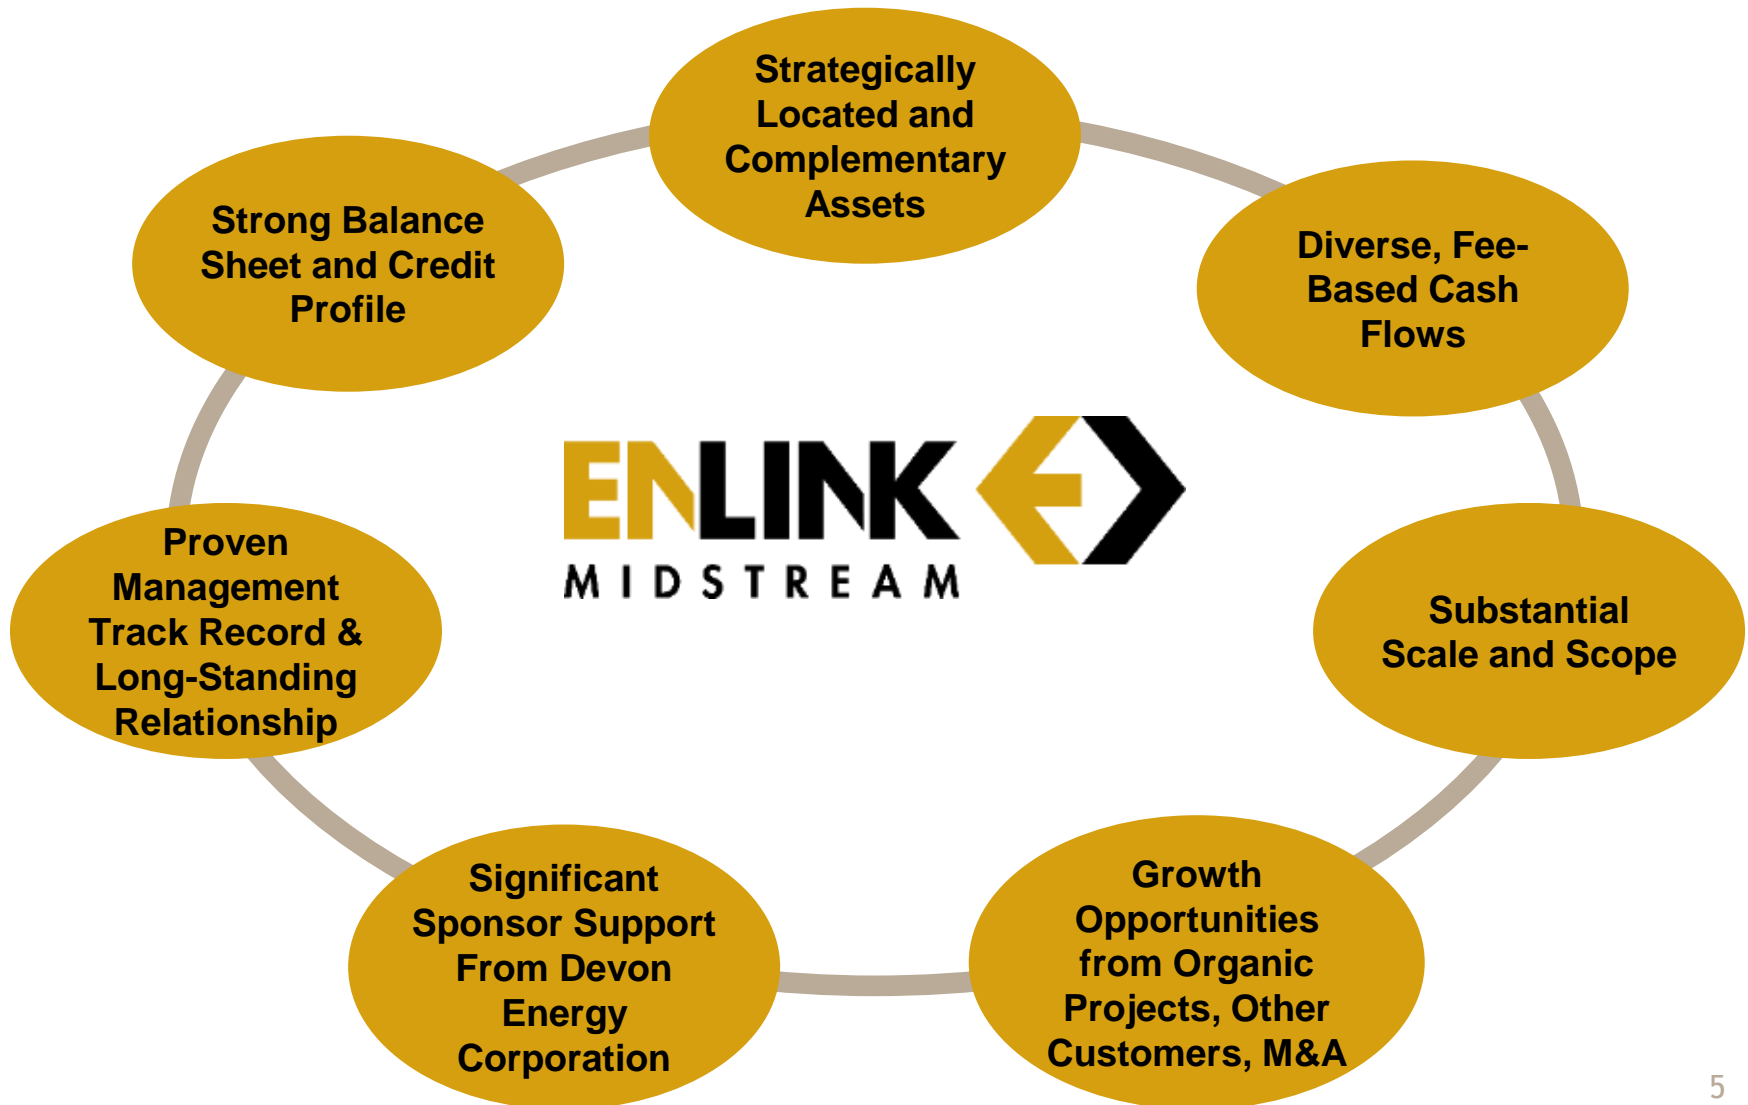 Strategically
Located and
Complementary
Assets
Diverse, Fee-
Based Cash
Flows
Substantial
Scale and Scope
Growth
Opportunities
from Organic
Projects, Other
Customers, M&A
Significant
Sponsor Support
From Devon
Energy
Corporation
Proven
Management
Track Record &
Long-Standing
Relationship
Strong Balance
Sheet and Credit
Profile
ENLINK
MIDSTREAM
5